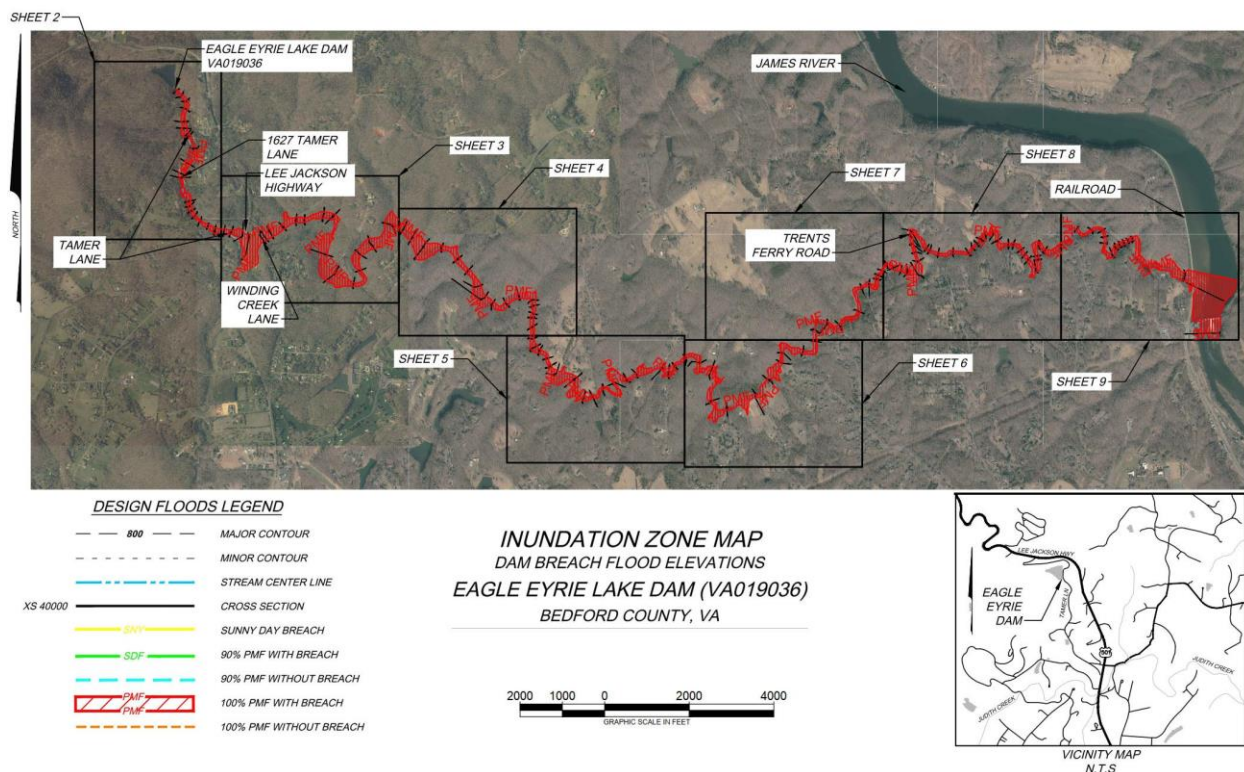 SHEET 2
EAGLE EYRIE LAKE DAM
VA019036
JAMES RIVER
1627 TAMER
LANE
LEE JACKSON
HIGHWAY
SHEET 3
SHEET 4
SHEET 7
SHEET 8
RAILROAD
NORTH
TAMER
LANE
TRENTS
FERRY ROAD
WINDING
CREEK
LANE
PMF
PMF
PMF
PMF
SHEET 5
SHEET 6
SHEET 9
PMF
DESIGN FLOODS LEGEND
800
MAJOR CONTOUR
MINOR CONTOUR
STREAM CENTER LINE
XS 40000
CROSS SECTION
SNY
SUNNY DAY BREACH
SDF
90% PMF WITH BREACH
90% PMF WITHOUT BREACH
PMF
PMF
100% PMF WITH BREACH
100% PMF WITHOUT BREACH
INUNDATION ZONE MAP
DAM BREACH FLOOD ELEVATIONS
EAGLE EYRIE LAKE DAM (VA019036)
BEDFORD COUNTY, VA
2000 1000 0 2000 4000
GRAPHIC SCALE IN FEET
LEE JACKSON HWY
EAGLE
EYRIE
DAM
TAMER LN
501
JUDITH CREEK
JUDITH CREEK
VICINITY MAP
N.T.S